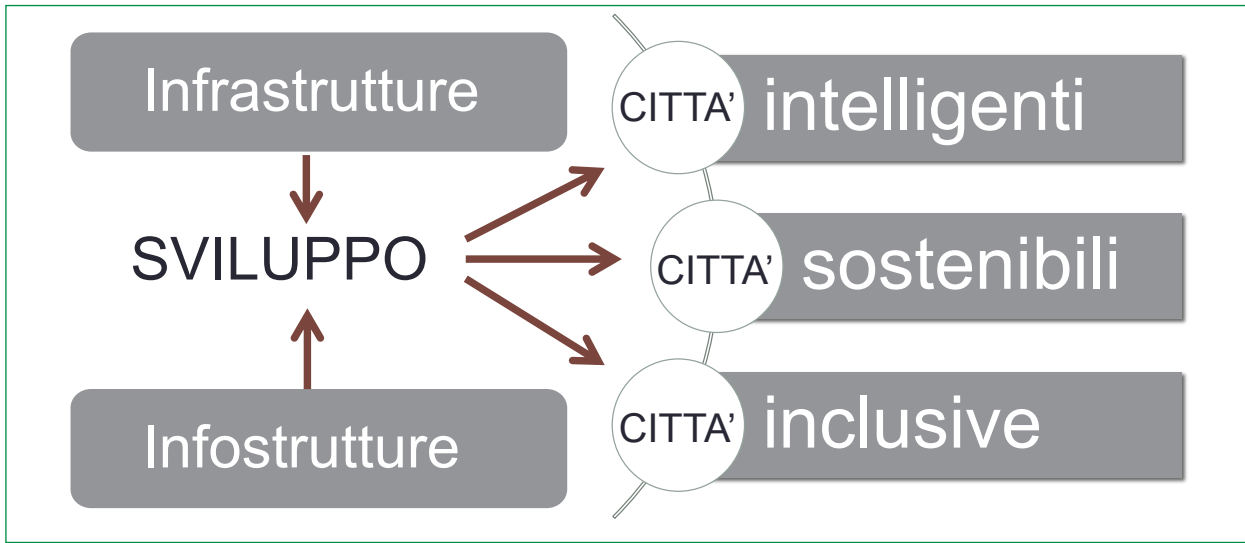 Infrastrutture
SVILUPPO
Infostrutture
CITTA' intelligenti
CITTA' sostenibili
CITTA' inclusive